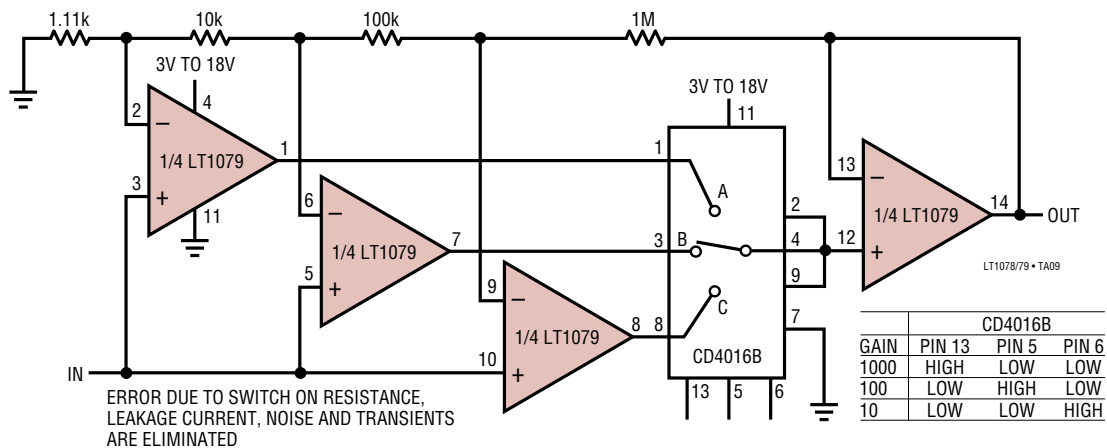 1.11k 10k 100k 1M
3V TO 18V
4
2
−
1/4 LT1079
1
3
+
11
6
−
1/4 LT1079
7
5
+
9
−
1/4 LT1079
8
10
+
IN
3V TO 18V
11
1
A
2
3
B
4
C
9
8
7
CD4016B
13 5 6
13
−
1/4 LT1079
14
OUT
12
+
LT1078/79 • TA09
CD4016B
GAIN PIN 13 PIN 5 PIN 6
1000 HIGH LOW LOW
100 LOW HIGH LOW
10 LOW LOW HIGH
ERROR DUE TO SWITCH ON RESISTANCE,
LEAKAGE CURRENT, NOISE AND TRANSIENTS
ARE ELIMINATED